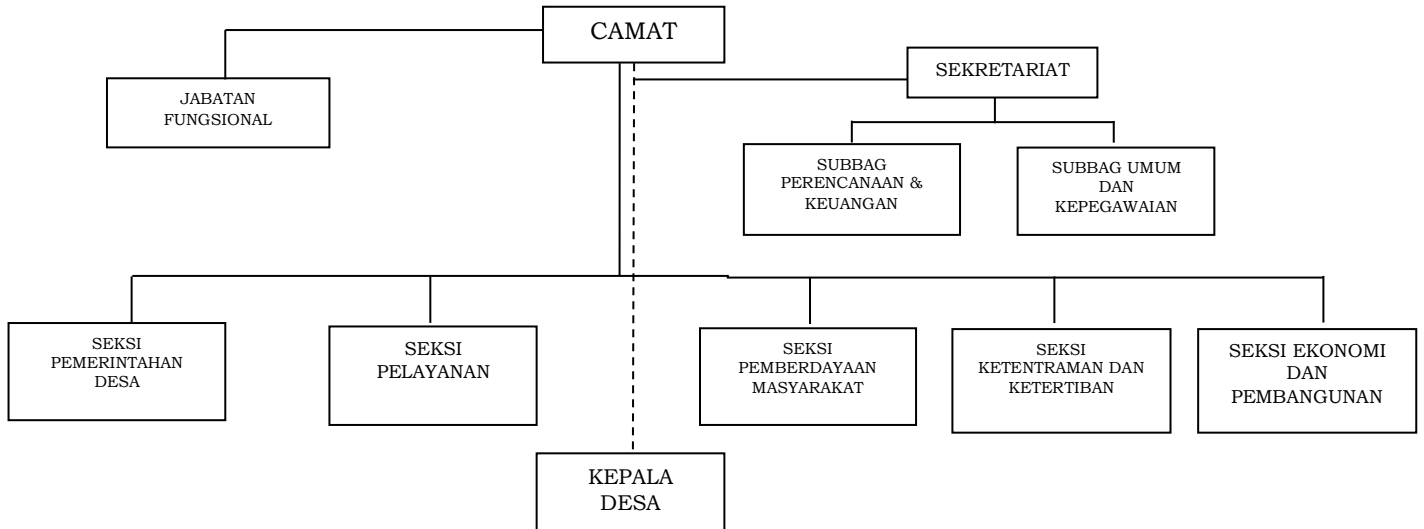 CAMAT
SEKRETARIAT
JABATAN
FUNGSIONAL
SUBBAG
PERENCANAAN &
KEUANGAN
SUBBAG UMUM
DAN
KEPEGAWAIAN
SEKSI
PEMERINTAHAN
DESA
SEKSI
PELAYANAN
SEKSI
PEMBERDAYAAN
MASYARAKAT
SEKSI
KETENTRAMAN DAN
KETERTIBAN
SEKSI EKONOMI
DAN
PEMBANGUNAN
KEPALA
DESA